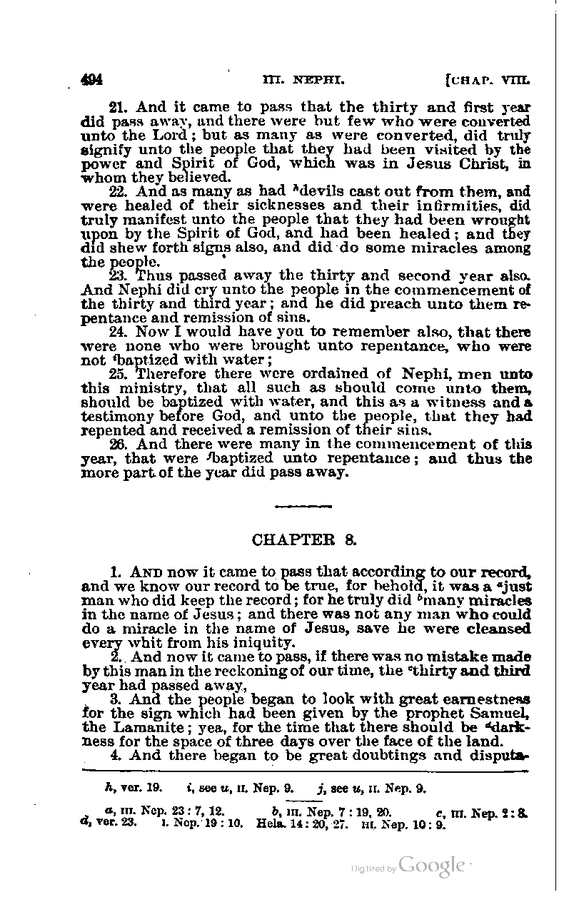 494 III. NEPHI. [CHAP. VIII.
21. And it came to pass that the thirty and first year
did pass away, and there were but few who were converted
unto the Lord; but as many as were converted, did truly
signify unto the people that they had been visited by the
power and Spirit of God, which was in Jesus Christ, in
whom they believed.
22. And as many as had hdevils cast out from them, and
were healed of their sicknesses and their infirmities, did
truly manifest unto the people that they had been wrought
upon by the Spirit of God, and had been healed; and they
did shew forth signs also, and did do some miracles among
the people.
23. Thus passed away the thirty and second year also.
And Nephi did cry unto the people in the commencement of
the thirty and third year; and he did preach unto them re-
pentance and remission of sins.
24. Now I would have you to remember also, that there
were none who were brought unto repentance, who were
not ibaptized with water;
25. Therefore there were ordained of Nephi, men unto
this ministry, that all such as should come unto them,
should be baptized with water, and this as a witness and a
testimony before God, and unto the people, that they had
repented and received a remission of their sins.
26. And there were many in the commencement of this
year, that were jbaptized unto repentance; and thus the
more part of the year did pass away.
CHAPTER 8.
1. AND now it came to pass that according to our record,
and we know our record to be true, for behold, it was a ajust
man who did keep the record; for he truly did bmany miracles
in the name of Jesus; and there was not any man who could
do a miracle in the name of Jesus, save he were cleansed
every whit from his iniquity.
2. And now it came to pass, if there was no mistake made
by this man in the reckoning of our time, the cthirty and third
year had passed away,
3. And the people began to look with great earnestness
for the sign which had been given by the prophet Samuel,
the Lamanite; yea, for the time that there should be ddark-
ness for the space of three days over the face of the land.
4. And there began to be great doubtings and disputa-
h, ver. 19. i, see u, II. Nep. 9. j, see u, II. Nep. 9.
a, III. Nep. 23:7, 12. b, III. Nep. 7:19, 20. c, III. Nep. 2:8.
d, ver. 23. I. Nep. 19:10. Hela. 14:20, 27. III. Nep. 10:9.
Digitized by Google